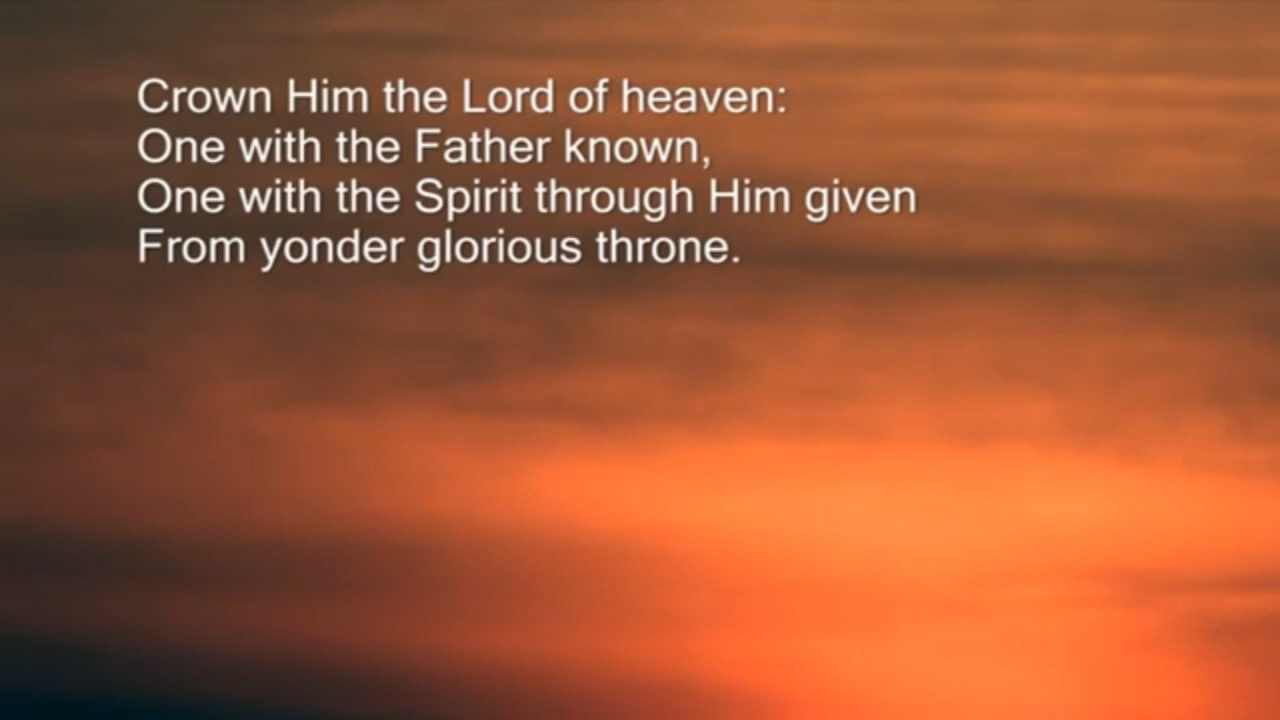 Crown Him the Lord of heaven:
One with the Father known,
One with the Spirit through Him given
From yonder glorious throne.